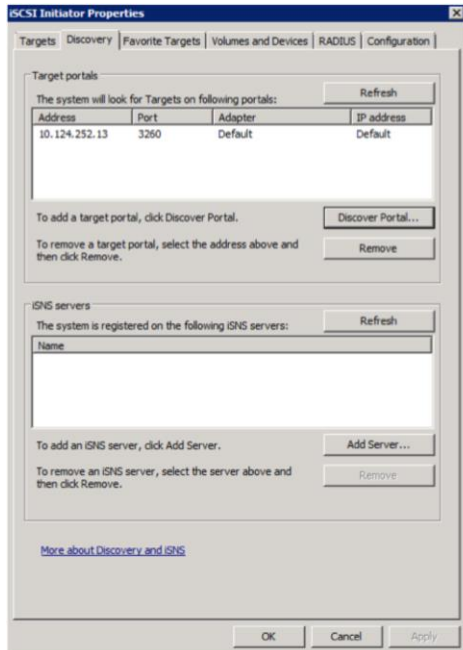 iSCSI Initiator Properties
Targets Discovery Favorite Targets Volumes and Devices RADIUS Configuration
Target portals
The system will look for Targets on following portals:
Refresh
Address Port Adapter IP address
10.124.252.13 3260 Default Default
To add a target portal, click Discover Portal.
Discover Portal...
To remove a target portal, select the address above and
then click Remove.
Remove
iSNS servers
The system is registered on the following iSNS servers:
Refresh
Name
To add an iSNS server, click Add Server.
Add Server...
To remove an iSNS server, select the server above and
then click Remove.
Remove
More about Discovery and iSNS
OK Cancel Apply